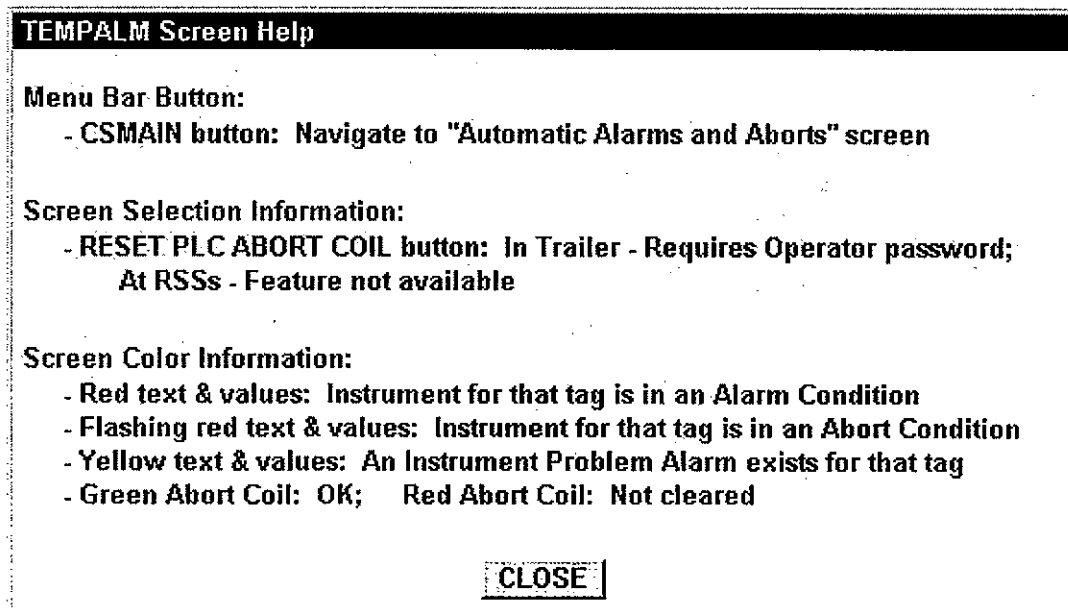 TEMPALM Screen Help
Menu Bar Button:
- CSMAIN button: Navigate to "Automatic Alarms and Aborts" screen
Screen Selection Information:
- RESET PLC ABORT COIL button: In Trailer - Requires Operator password;
At RSSs - Feature not available
Screen Color Information:
- Red text & values: Instrument for that tag is in an Alarm Condition
- Flashing red text & values: Instrument for that tag is in an Abort Condition
- Yellow text & values: An Instrument Problem Alarm exists for that tag
- Green Abort Coil: OK; Red Abort Coil: Not cleared
CLOSE